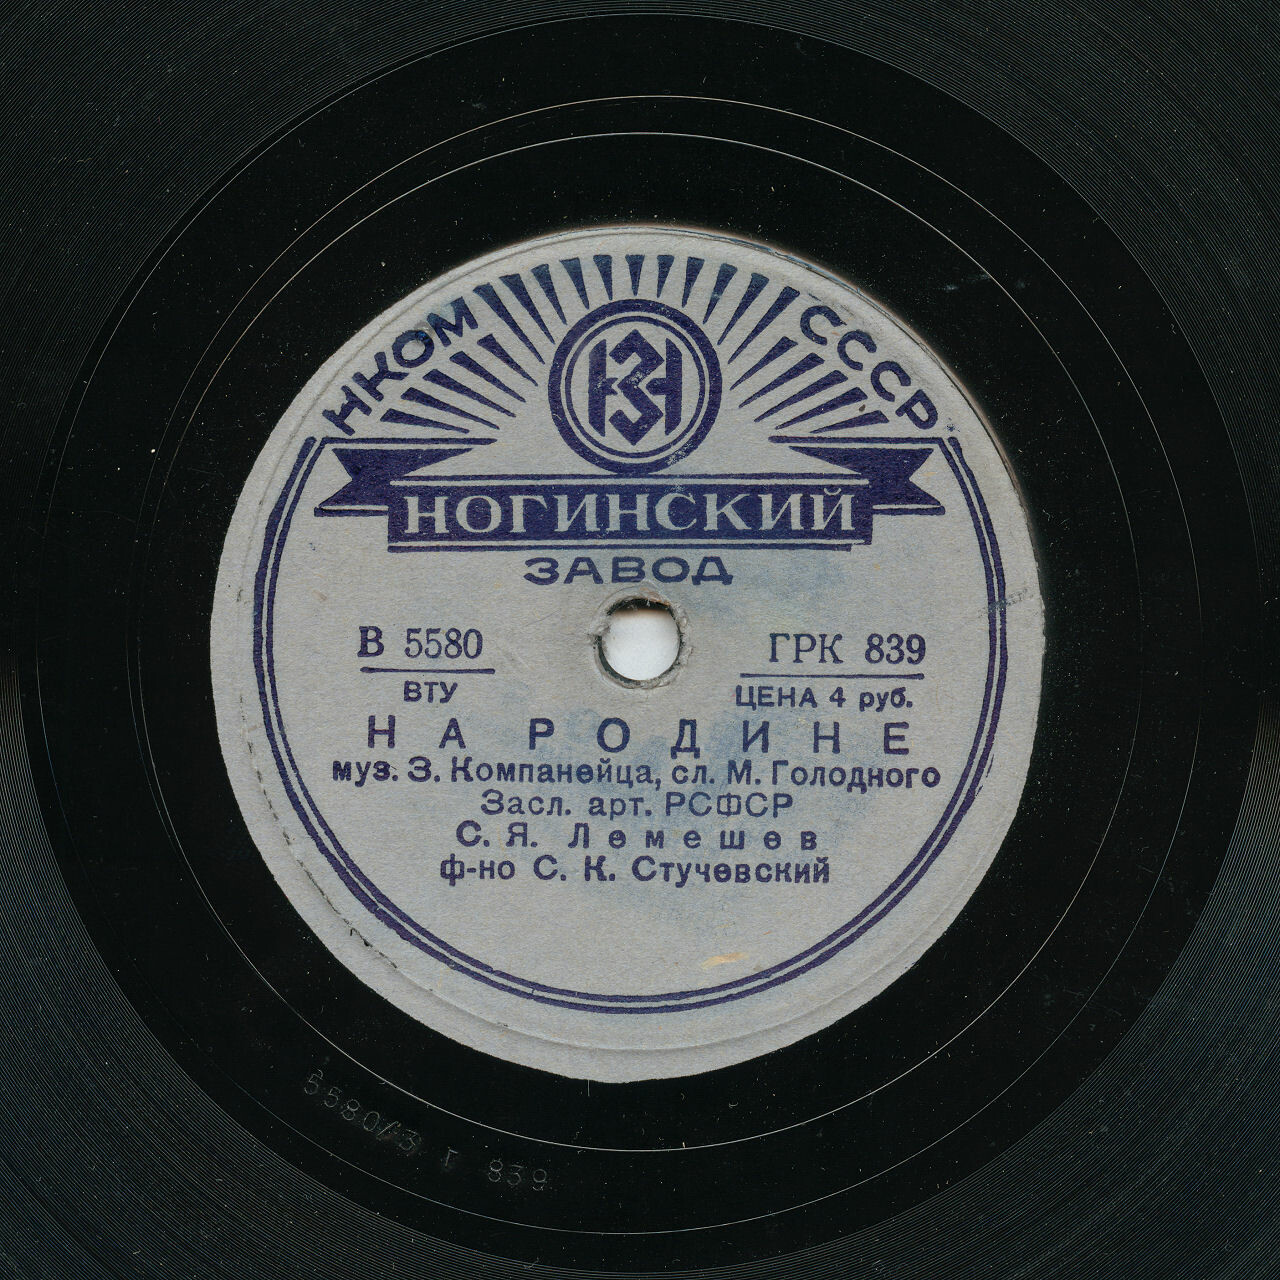 НКОМ СССР
НЗ
НОГИНСКИЙ
ЗАВОД
В 5580
ГРК 839
ВТУ
ЦЕНА 4 руб.
НА РОДИНЕ
муз. З. Компанейца, сл. М. Голодного
Засл. арт. РСФСР
С. Я. Лемешев
ф-но С. К. Стучевский
5580/3 Г 839